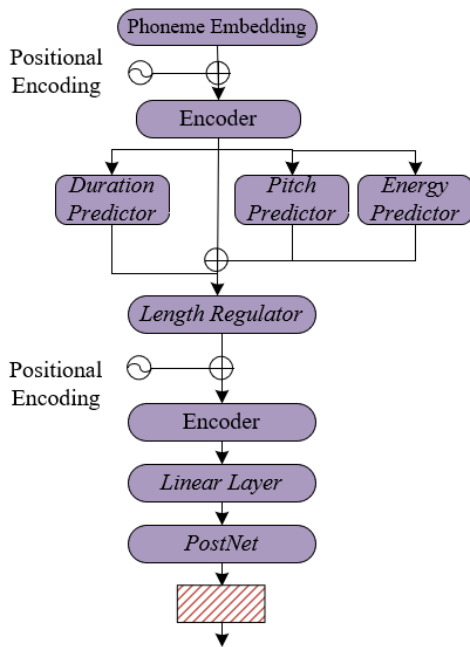 Phoneme Embedding
Positional
Encoding
Encoder
Duration
Predictor
Pitch
Predictor
Energy
Predictor
Length Regulator
Positional
Encoding
Encoder
Linear Layer
PostNet